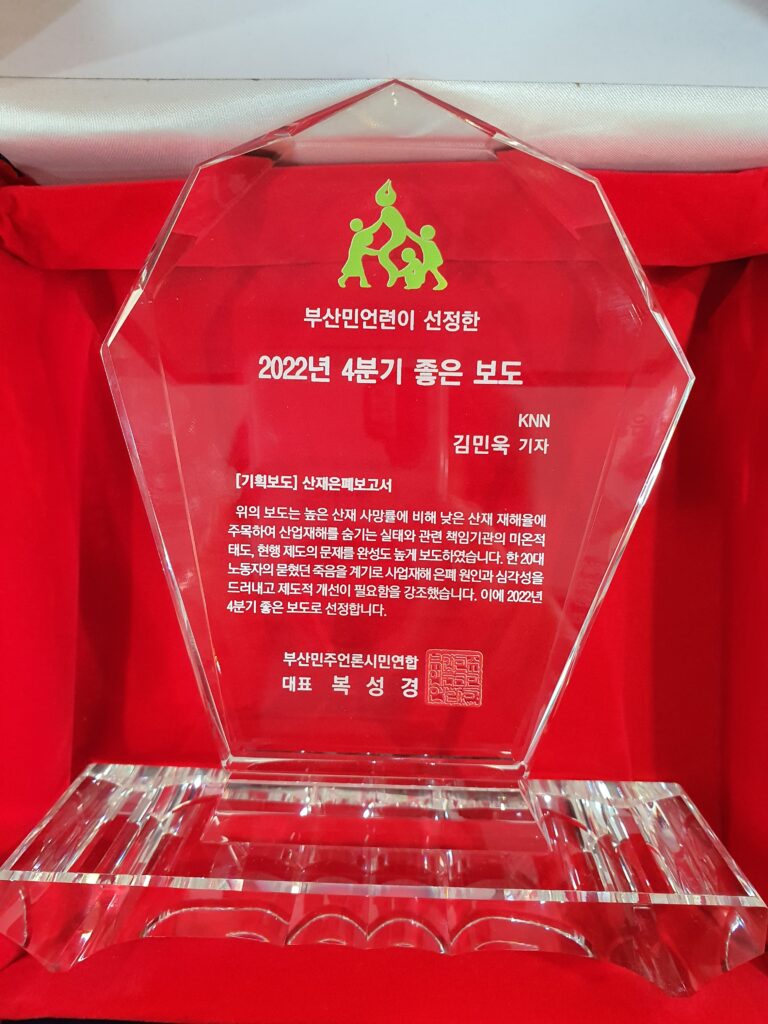 부산민언련이 선정한
2022년 4분기 좋은 보도
KNN
김민욱 기자
[기획보도] 산재은폐보고서
위의 보도는 높은 산재 사망률에 비해 낮은 산재 재해율에
주목하여 산업재해를 숨기는 실태와 관련 책임기관의 미온적
태도, 현행 제도의 문제를 완성도 높게 보도하였습니다. 한 20대
노동자의 묻혔던 죽음을 계기로 사업재해 은폐 원인과 심각성을
드러내고 제도적 개선이 필요함을 강조했습니다. 이에 2022년
4분기 좋은 보도로 선정합니다.
부산민주언론시민연합
대표 복성경